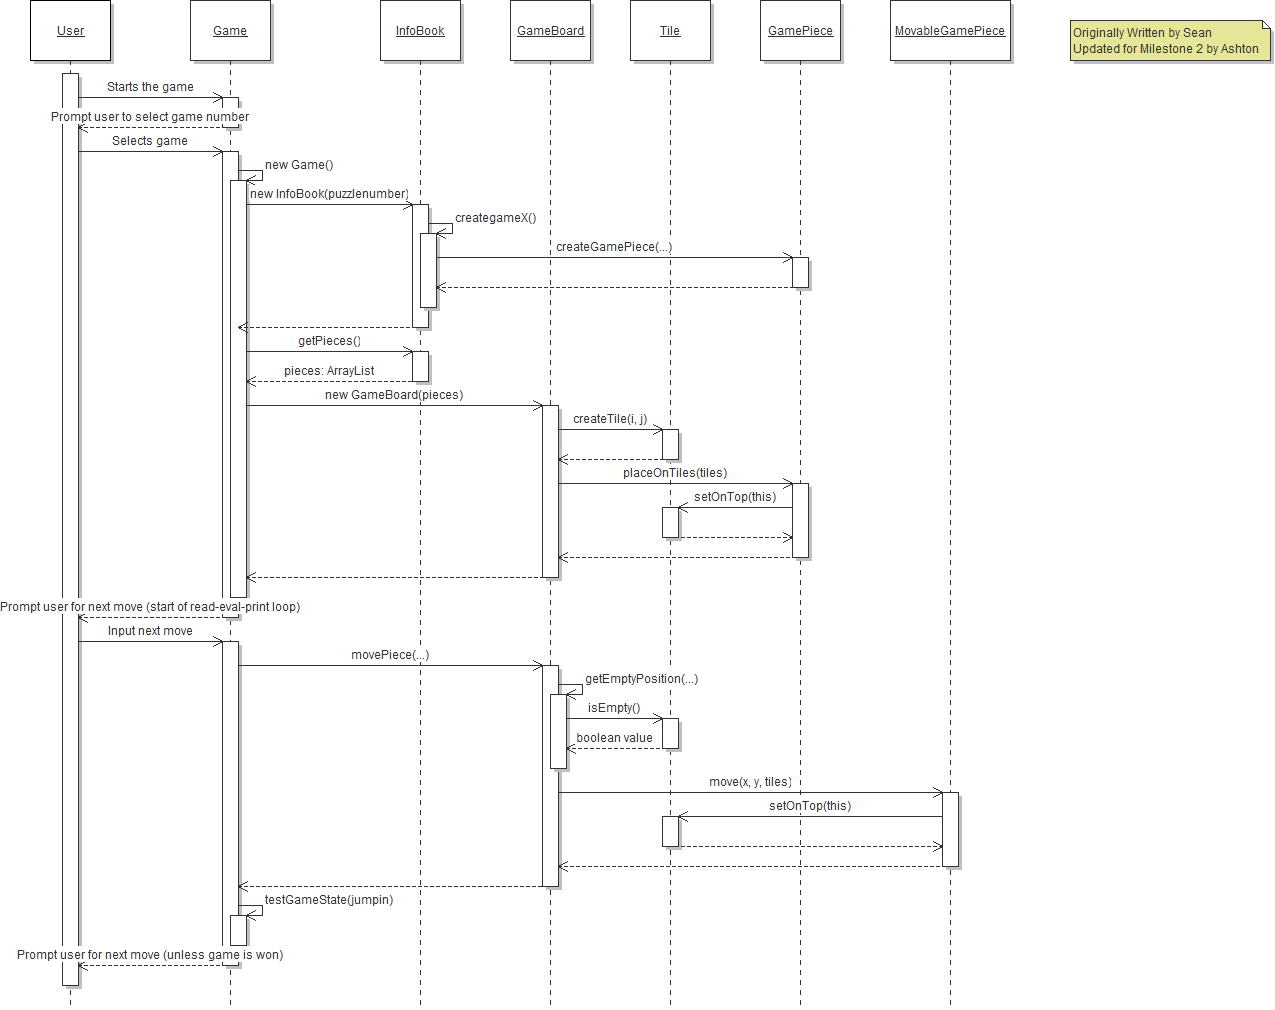 User
Game
InfoBook
GameBoard
Tile
GamePiece
MovableGamePiece
Originally Written by Sean
Updated for Milestone 2 by Ashton
Starts the game
Prompt user to select game number
Selects game
new Game()
new InfoBook(puzzlenumber)
creategameX()
createGamePiece(...)
getPieces()
pieces: ArrayList
new GameBoard(pieces)
createTile(i, j)
placeOnTiles(tiles)
setOnTop(this)
Prompt user for next move (start of read-eval-print loop)
Input next move
movePiece(...)
getEmptyPosition(...)
isEmpty()
boolean value
move(x, y, tiles)
setOnTop(this)
testGameState(jumpin)
Prompt user for next move (unless game is won)